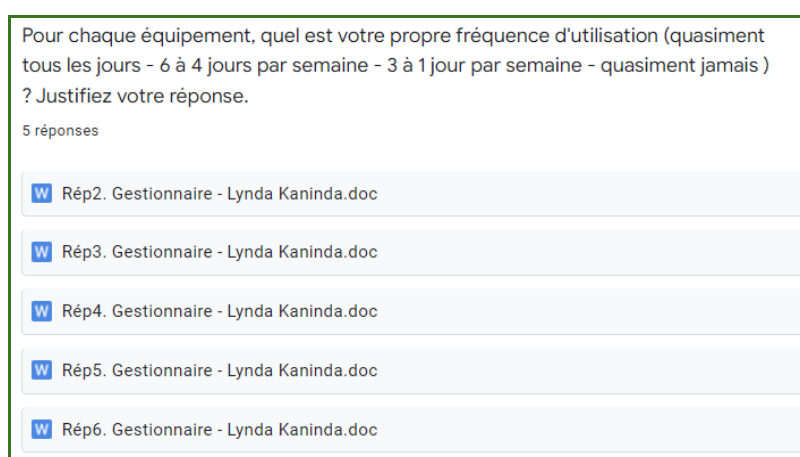 Pour chaque équipement, quel est votre propre fréquence d'utilisation (quasiment
tous les jours - 6 à 4 jours par semaine - 3 à 1 jour par semaine - quasiment jamais )
? Justifiez votre réponse.
5 réponses
W Rép2. Gestionnaire - Lynda Kaninda.doc
W Rép3. Gestionnaire - Lynda Kaninda.doc
W Rép4. Gestionnaire - Lynda Kaninda.doc
W Rép5. Gestionnaire - Lynda Kaninda.doc
W Rép6. Gestionnaire - Lynda Kaninda.doc